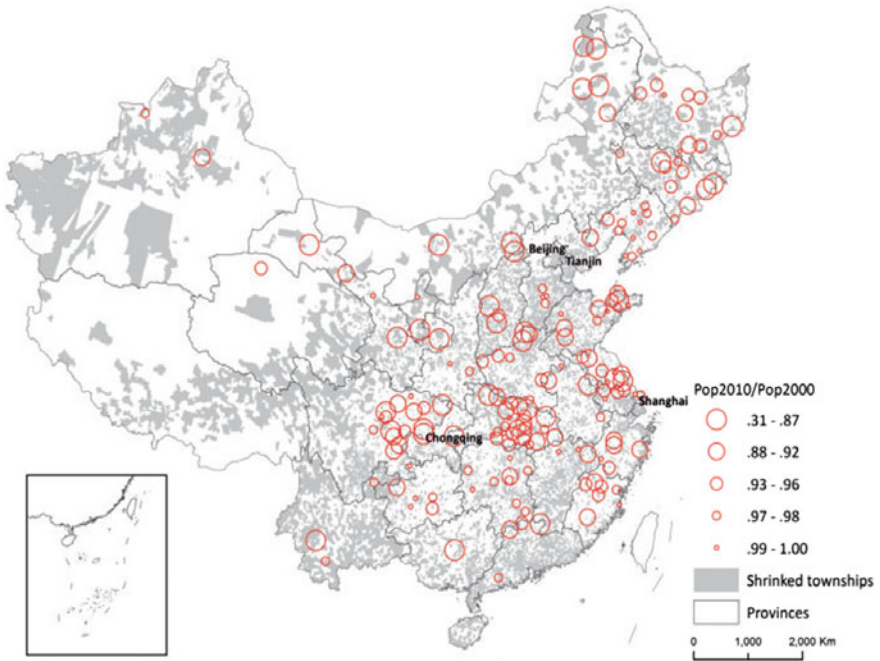 Beijing
Tianjin
Shanghai
Chongqing
Pop2010/Pop2000
.31 - .87
.88 - .92
.93 - .96
.97 - .98
.99 - 1.00
Shrinked townships
Provinces
0 1,000 2,000 Km